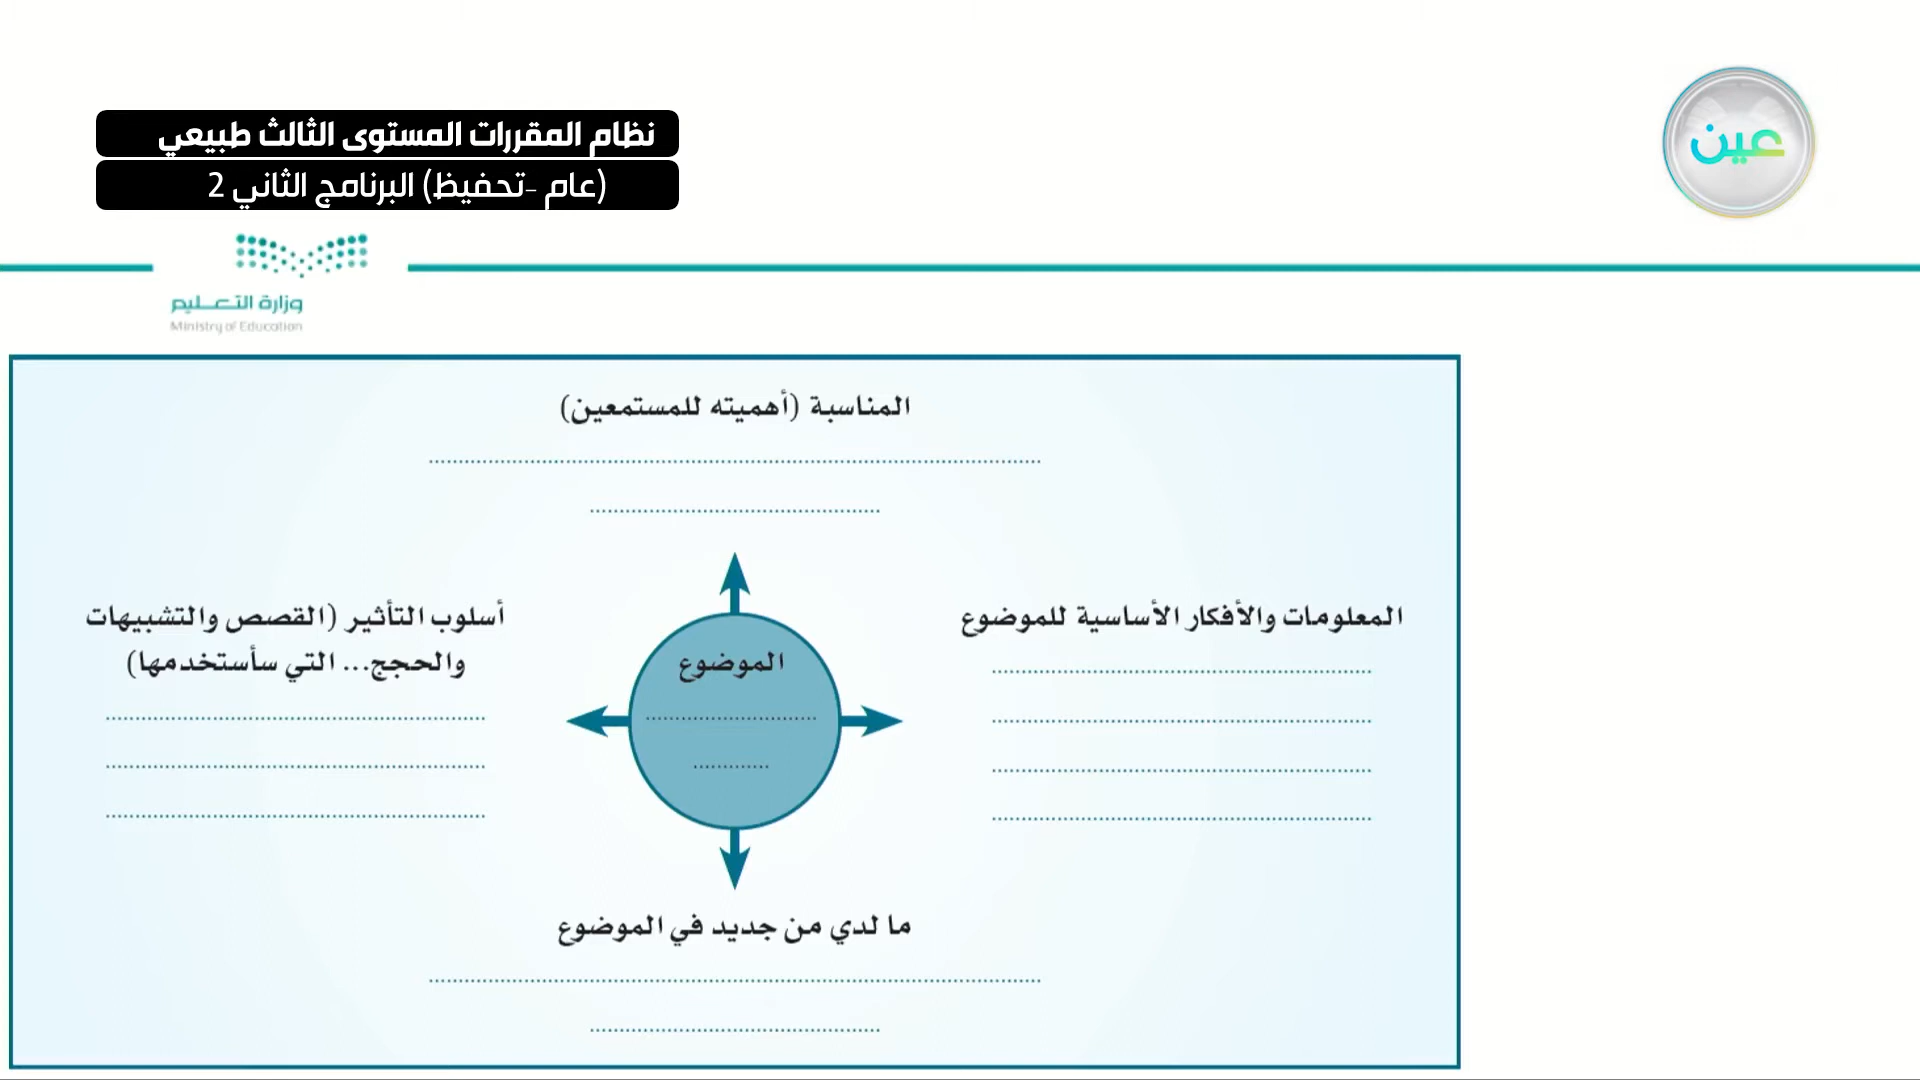 نظام المقررات المستوى الثالث طبيعي
(عام -تحفيظ) البرنامج الثاني 2
عين
وزارة التعليم
Ministry of Education
المناسبة (أهميته للمستمعين)
المعلومات والأفكار الأساسية للموضوع
أسلوب التأثير (القصص والتشبيهات
والحجج... التي سأستخدمها)
الموضوع
ما لدي من جديد في الموضوع